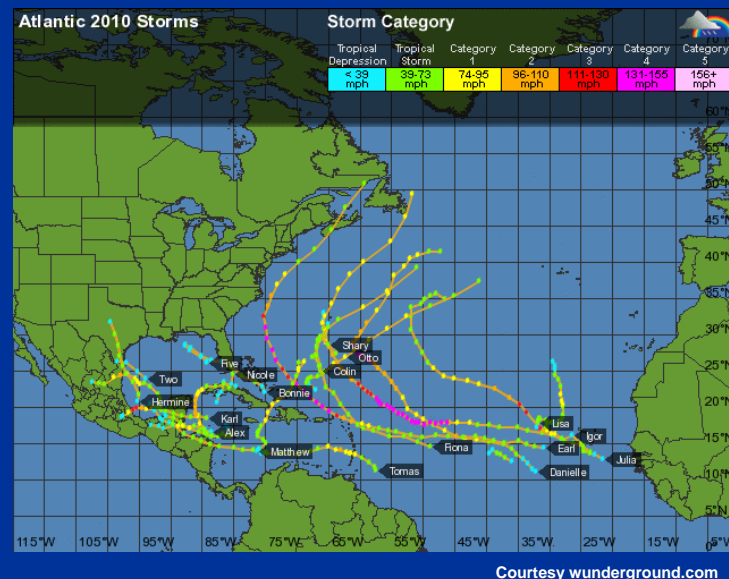 Atlantic 2010 Storms
Storm Category
Tropical Depression
Tropical Storm
Category 1
Category 2
Category 3
Category 4
Category 5
< 39 mph
39-73 mph
74-95 mph
96-110 mph
111-130 mph
131-155 mph
156+ mph
60°N
55°N
50°N
45°N
40°N
35°N
30°N
25°N
20°N
15°N
10°N
5°N
0°
Shary
Otto
Colin
Five
Nicole
Bonnie
Two
Hermine
Karl
Alex
Matthew
Tomas
Fiona
Lisa
Igor
Earl
Julia
Danielle
115°W
105°W
95°W
85°W
75°W
65°W
55°W
45°W
35°W
25°W
15°W
5°W
Courtesy wunderground.com